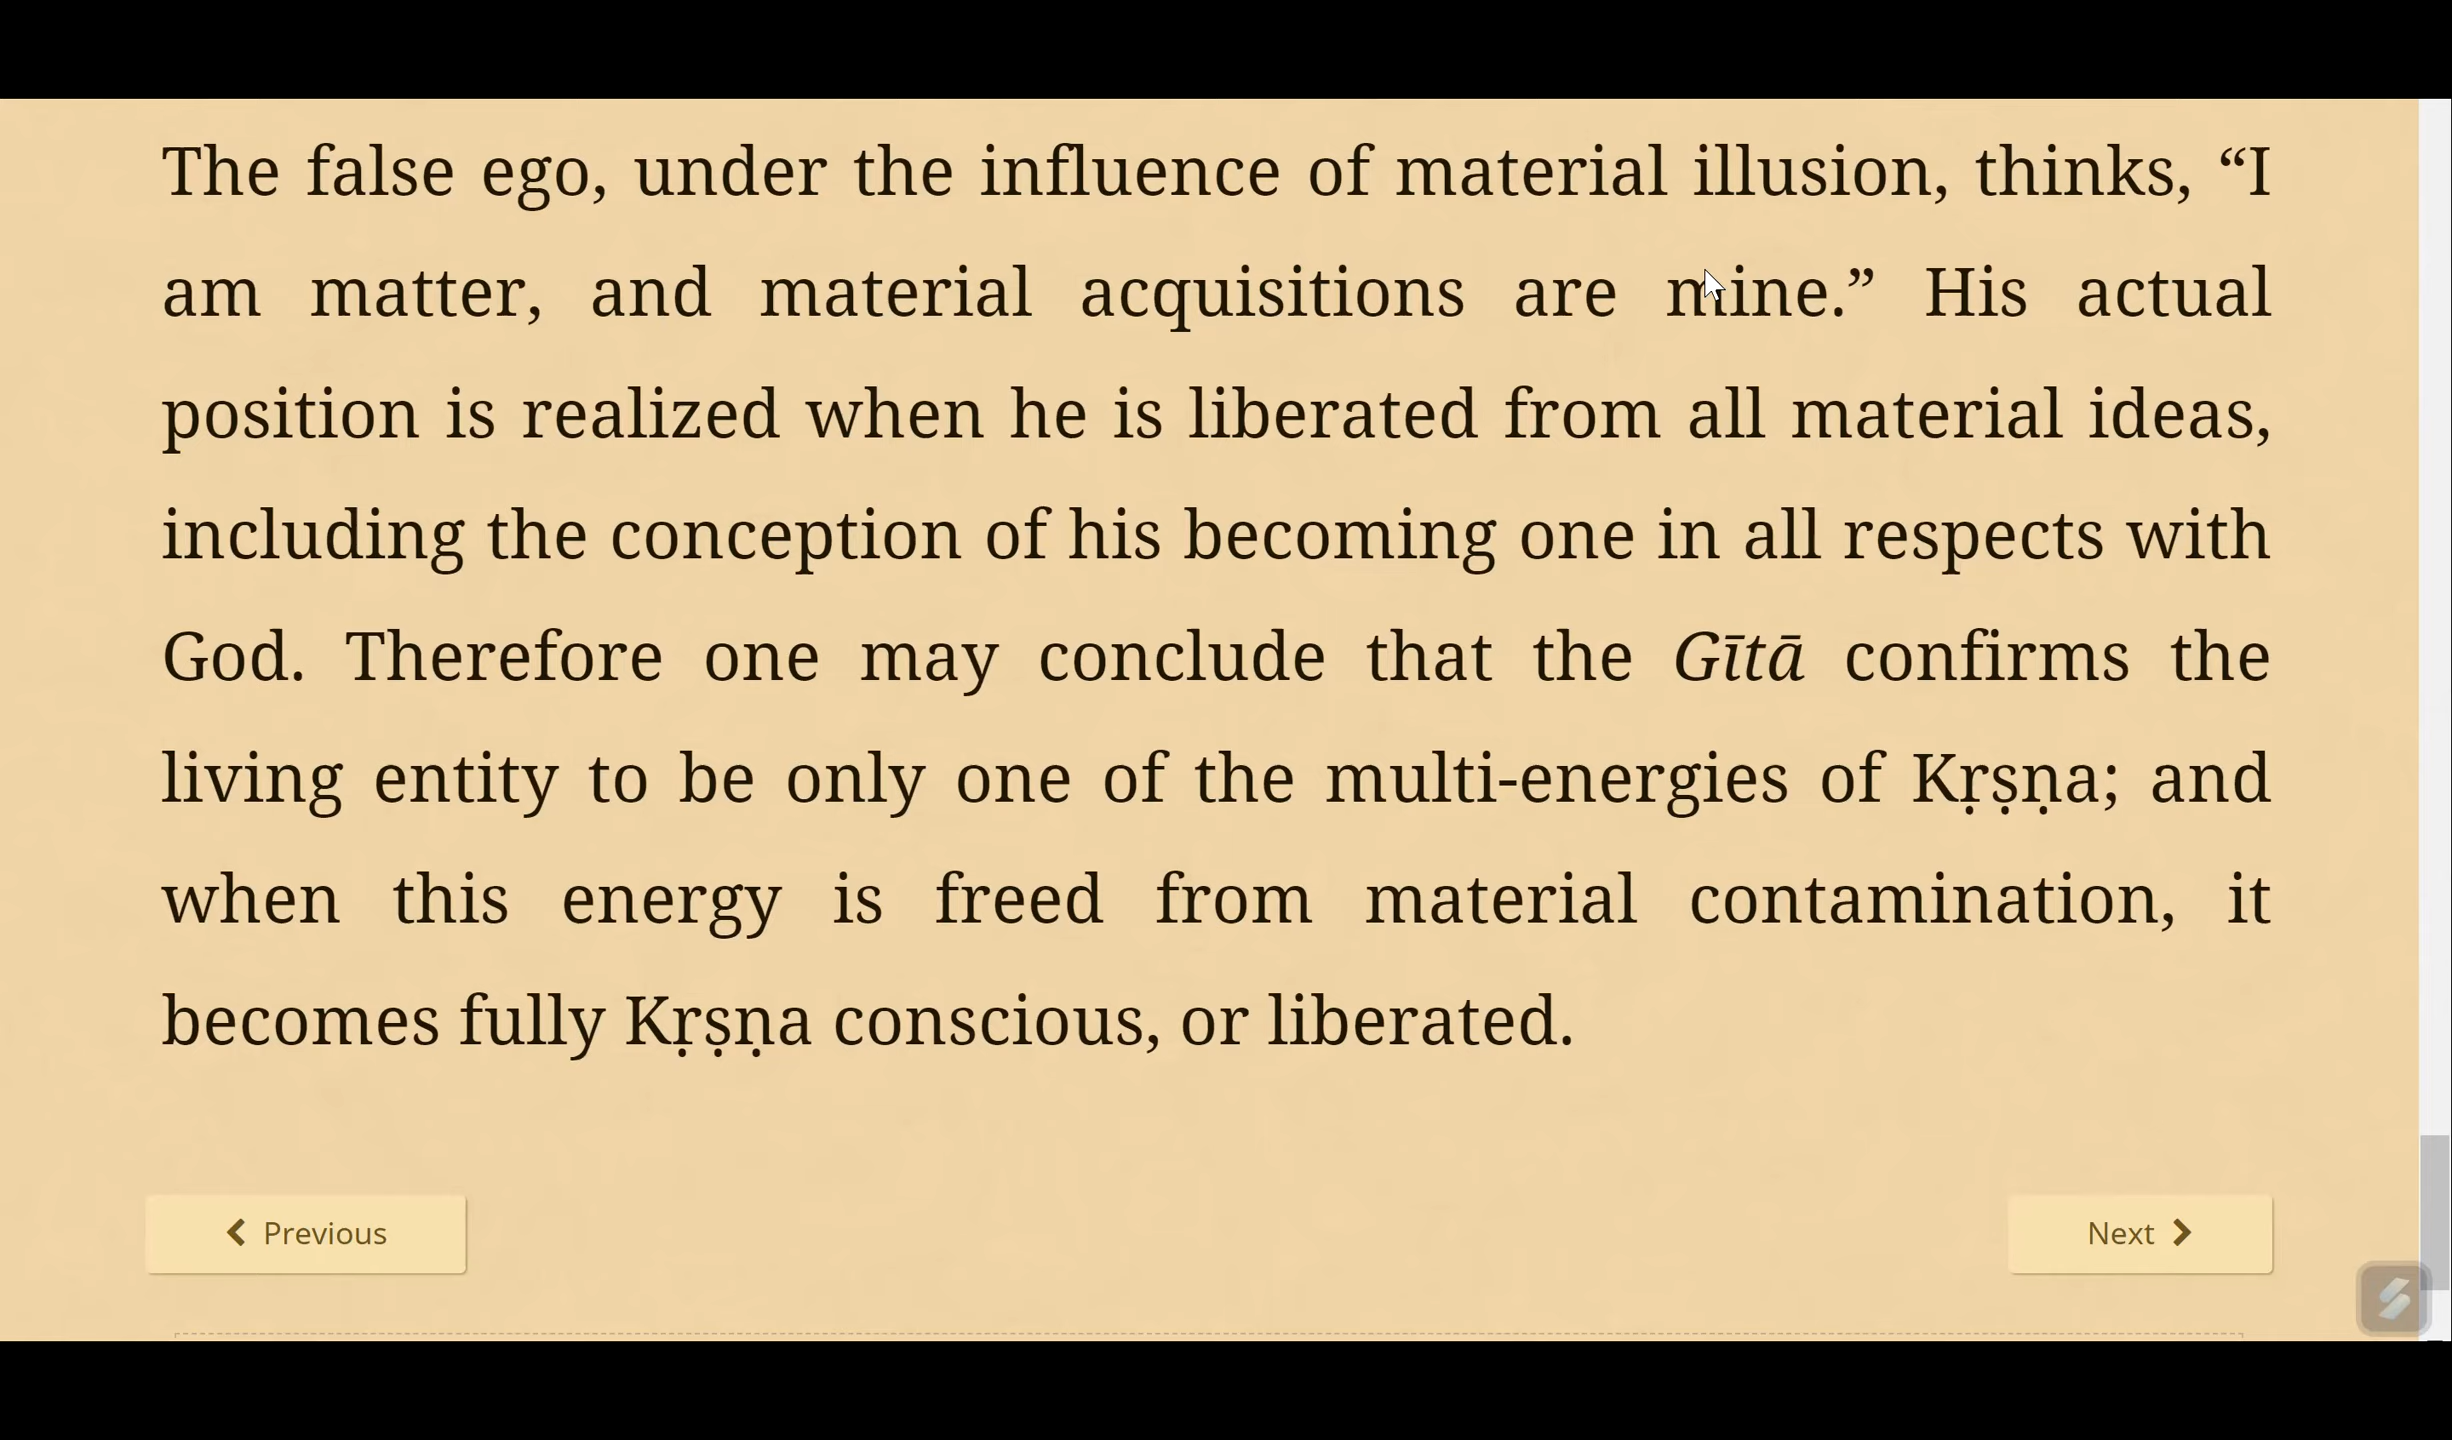 The false ego, under the influence of material illusion, thinks, “I
am matter, and material acquisitions are mine.” His actual
position is realized when he is liberated from all material ideas,
including the conception of his becoming one in all respects with
God. Therefore one may conclude that the Gītā confirms the
living entity to be only one of the multi-energies of Kṛṣṇa; and
when this energy is freed from material contamination, it
becomes fully Kṛṣṇa conscious, or liberated.
Previous
Next